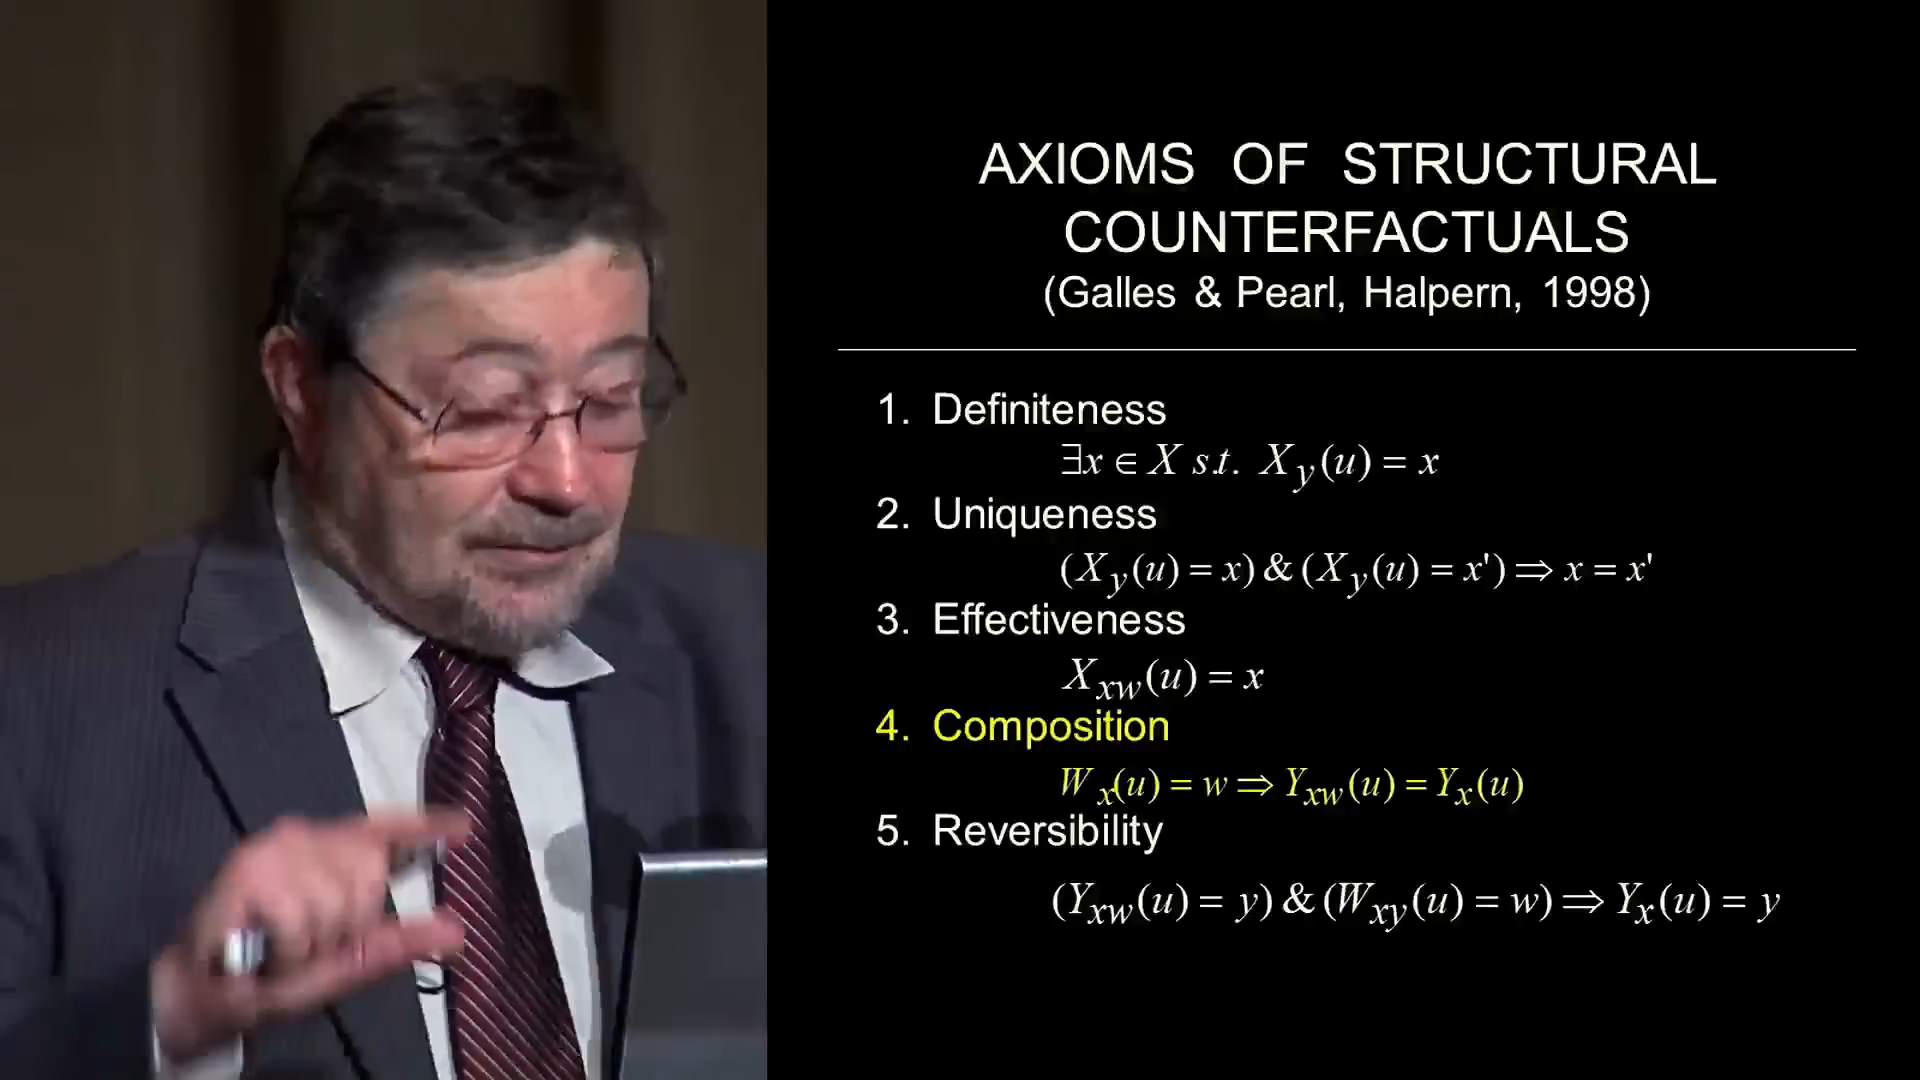 AXIOMS OF STRUCTURAL
COUNTERFACTUALS
(Galles & Pearl, Halpern, 1998)
1. Definiteness
∃x ∈ X s.t. X_y(u) = x
2. Uniqueness
(X_y(u) = x) & (X_y(u) = x') ⇒ x = x'
3. Effectiveness
X_xw(u) = x
4. Composition
W_x(u) = w ⇒ Y_xw(u) = Y_x(u)
5. Reversibility
(Y_xw(u) = y) & (W_xy(u) = w) ⇒ Y_x(u) = y